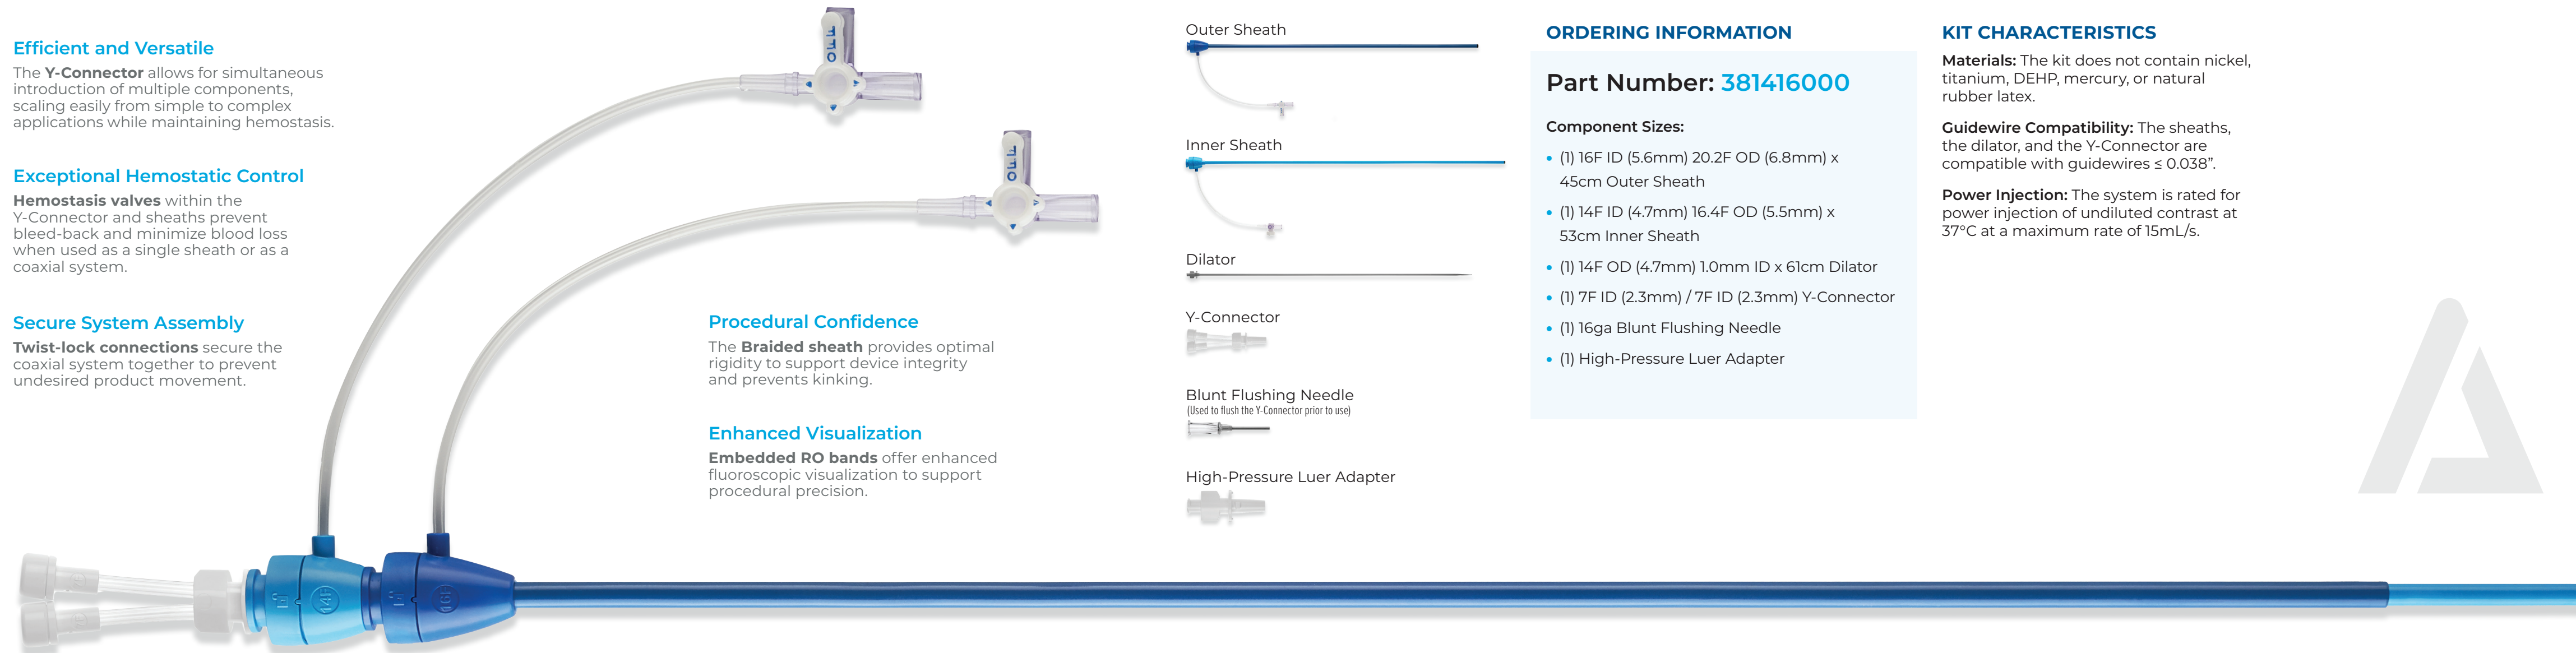 Efficient and Versatile
The Y-Connector allows for simultaneous
introduction of multiple components,
scaling easily from simple to complex
applications while maintaining hemostasis.
Exceptional Hemostatic Control
Hemostasis valves within the
Y-Connector and sheaths prevent
bleed-back and minimize blood loss
when used as a single sheath or as a
coaxial system.
Secure System Assembly
Twist-lock connections secure the
coaxial system together to prevent
undesired product movement.
OFF
OFF
Procedural Confidence
The Braided sheath provides optimal
rigidity to support device integrity
and prevents kinking.
Enhanced Visualization
Embedded RO bands offer enhanced
fluoroscopic visualization to support
procedural precision.
14F
16F
Outer Sheath
Inner Sheath
Dilator
Y-Connector
Blunt Flushing Needle
(Used to flush the Y-Connector prior to use)
High-Pressure Luer Adapter
ORDERING INFORMATION
Part Number: 381416000
Component Sizes:
• (1) 16F ID (5.6mm) 20.2F OD (6.8mm) x
45cm Outer Sheath
• (1) 14F ID (4.7mm) 16.4F OD (5.5mm) x
53cm Inner Sheath
• (1) 14F OD (4.7mm) 1.0mm ID x 61cm Dilator
• (1) 7F ID (2.3mm) / 7F ID (2.3mm) Y-Connector
• (1) 16ga Blunt Flushing Needle
• (1) High-Pressure Luer Adapter
KIT CHARACTERISTICS
Materials: The kit does not contain nickel,
titanium, DEHP, mercury, or natural
rubber latex.
Guidewire Compatibility: The sheaths,
the dilator, and the Y-Connector are
compatible with guidewires ≤ 0.038”.
Power Injection: The system is rated for
power injection of undiluted contrast at
37°C at a maximum rate of 15mL/s.